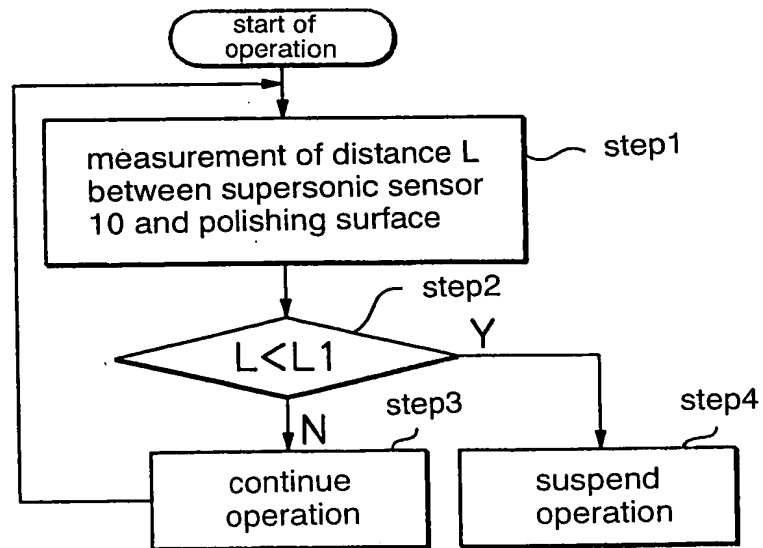 start of
operation
measurement of distance L
between supersonic sensor
10 and polishing surface
step1
step2
L<L1
Y
N
step3
continue
operation
step4
suspend
operation